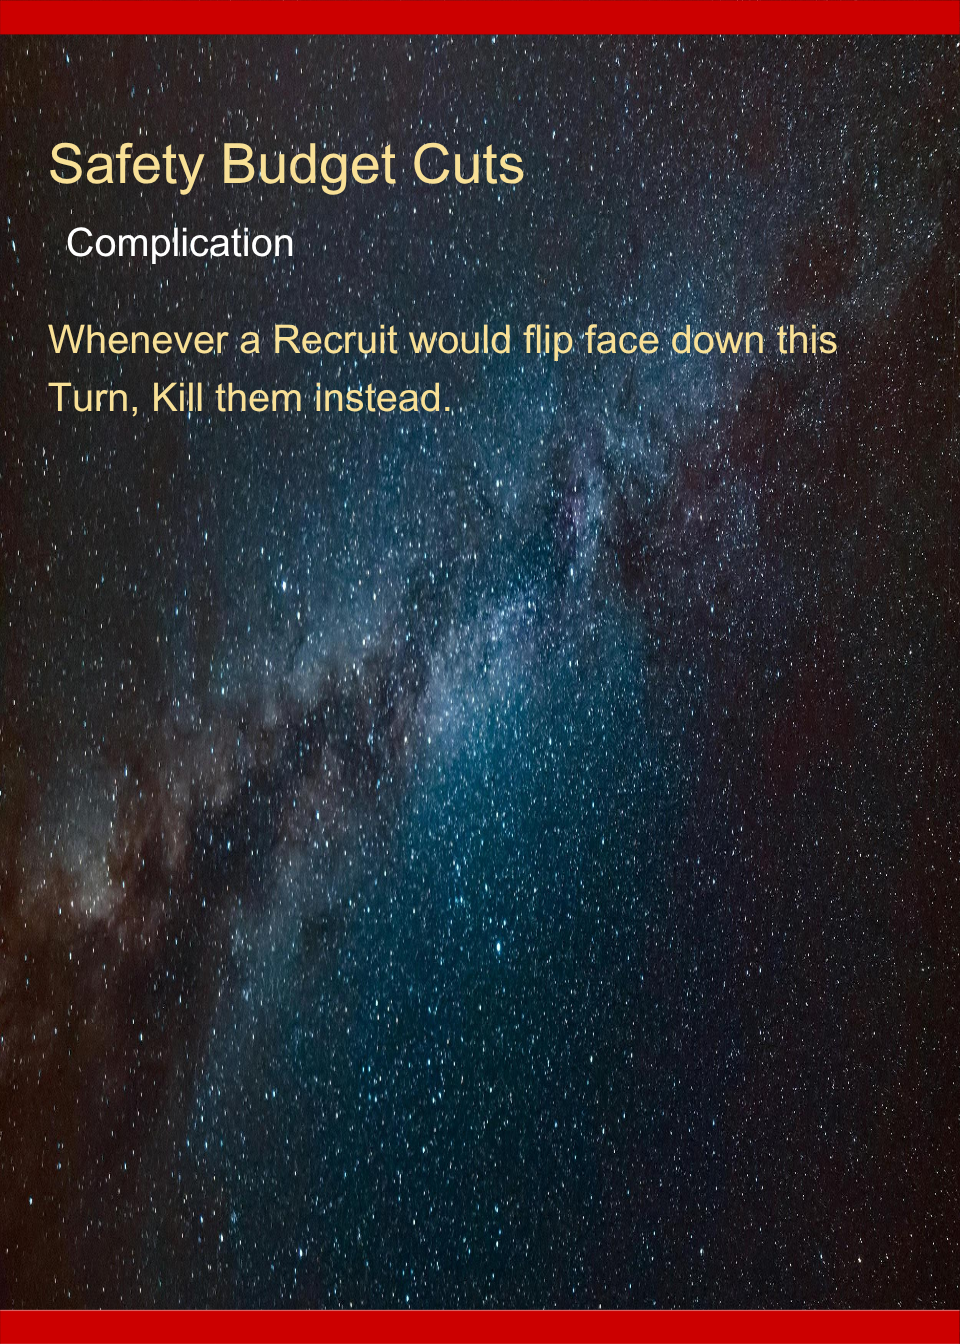 Safety Budget Cuts
Complication
Whenever a Recruit would flip face down this
Turn, Kill them instead.